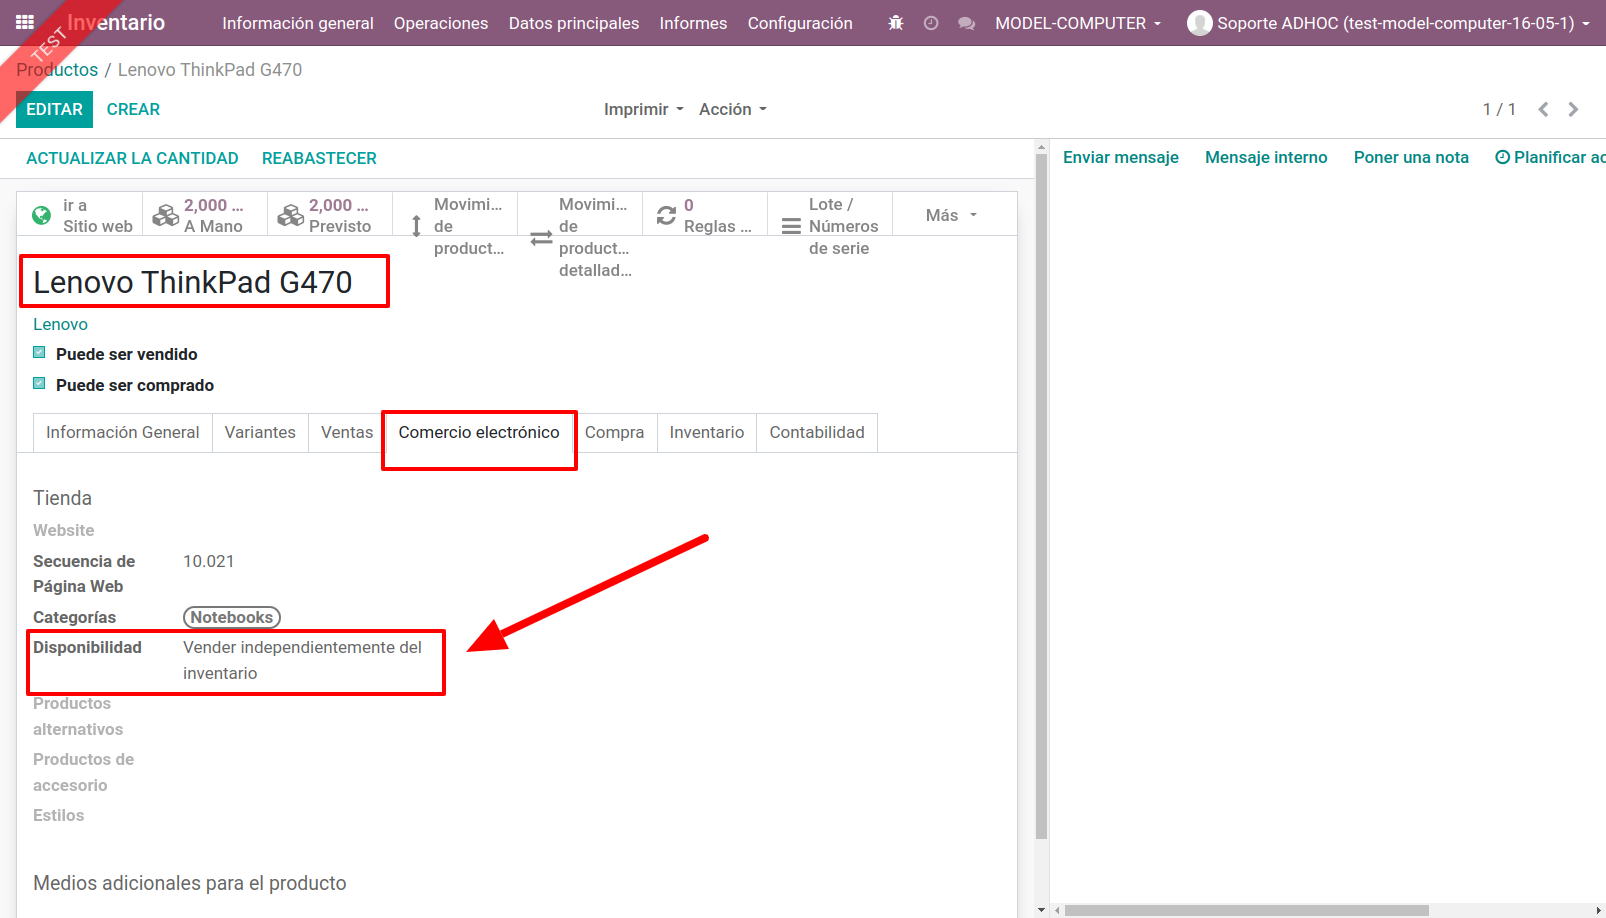 Inventario
Información general
Operaciones
Datos principales
Informes
Configuración
MODEL-COMPUTER
Soporte ADHOC (test-model-computer-16-05-1)
TEST
Productos / Lenovo ThinkPad G470
EDITAR
CREAR
Imprimir
Acción
1 / 1
ACTUALIZAR LA CANTIDAD
REABASTECER
Enviar mensaje
Mensaje interno
Poner una nota
Planificar ac
ir a
Sitio web
2,000 ...
A Mano
2,000 ...
Previsto
Movimi...
de
product...
Movimi...
de
product...
detallad...
0
Reglas ...
Lote /
Números
de serie
Más
Lenovo ThinkPad G470
Lenovo
Puede ser vendido
Puede ser comprado
Información General
Variantes
Ventas
Comercio electrónico
Compra
Inventario
Contabilidad
Tienda
Website
Secuencia de 10.021
Página Web
Categorías Notebooks
Disponibilidad Vender independientemente del
inventario
Productos
alternativos
Productos de
accesorio
Estilos
Medios adicionales para el producto